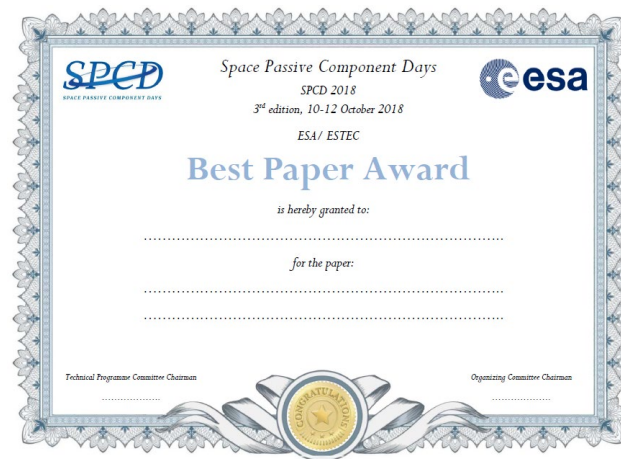 SPCD
SPACE PASSIVE COMPONENT DAYS
Space Passive Component Days
SPCD 2018
3rd edition, 10-12 October 2018
ESA/ ESTEC
esa
Best Paper Award
is hereby granted to:
for the paper:
Technical Programme Committee Chairman
Organizing Committee Chairman
CONGRATULATIONS